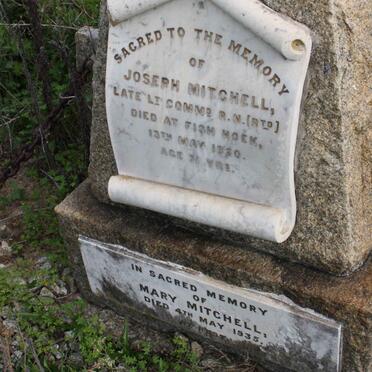 SACRED TO THE MEMORY
OF
JOSEPH MITCHELL,
LATE LT COMMR R.N. (RTD)
DIED AT FISH HOEK,
13TH MAY 1930.
AGE 71 YRS.
IN SACRED MEMORY
OF
MARY MITCHELL,
DIED 4TH MAY 1935.